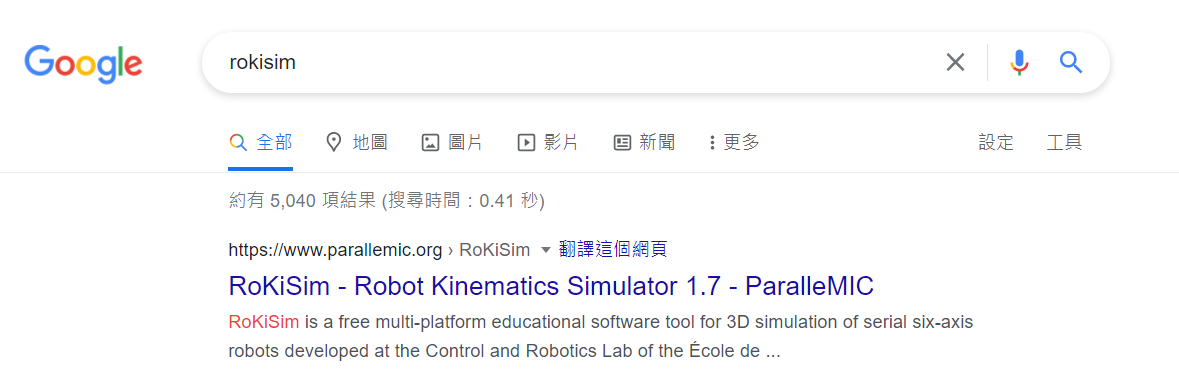 Google
rokisim
全部 地圖 圖片 影片 新聞 更多 設定 工具
約有 5,040 項結果 (搜尋時間：0.41 秒)
https://www.parallemic.org › RoKiSim 翻譯這個網頁
RoKiSim - Robot Kinematics Simulator 1.7 - ParalleMIC
RoKiSim is a free multi-platform educational software tool for 3D simulation of serial six-axis
robots developed at the Control and Robotics Lab of the École de ...